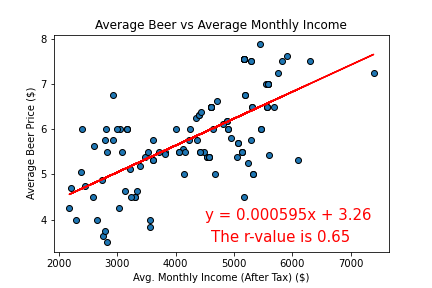 Average Beer vs Average Monthly Income
Average Beer Price ($)
8
7
6
5
4
y = 0.000595x + 3.26
The r-value is 0.65
2000 3000 4000 5000 6000 7000
Avg. Monthly Income (After Tax) ($)